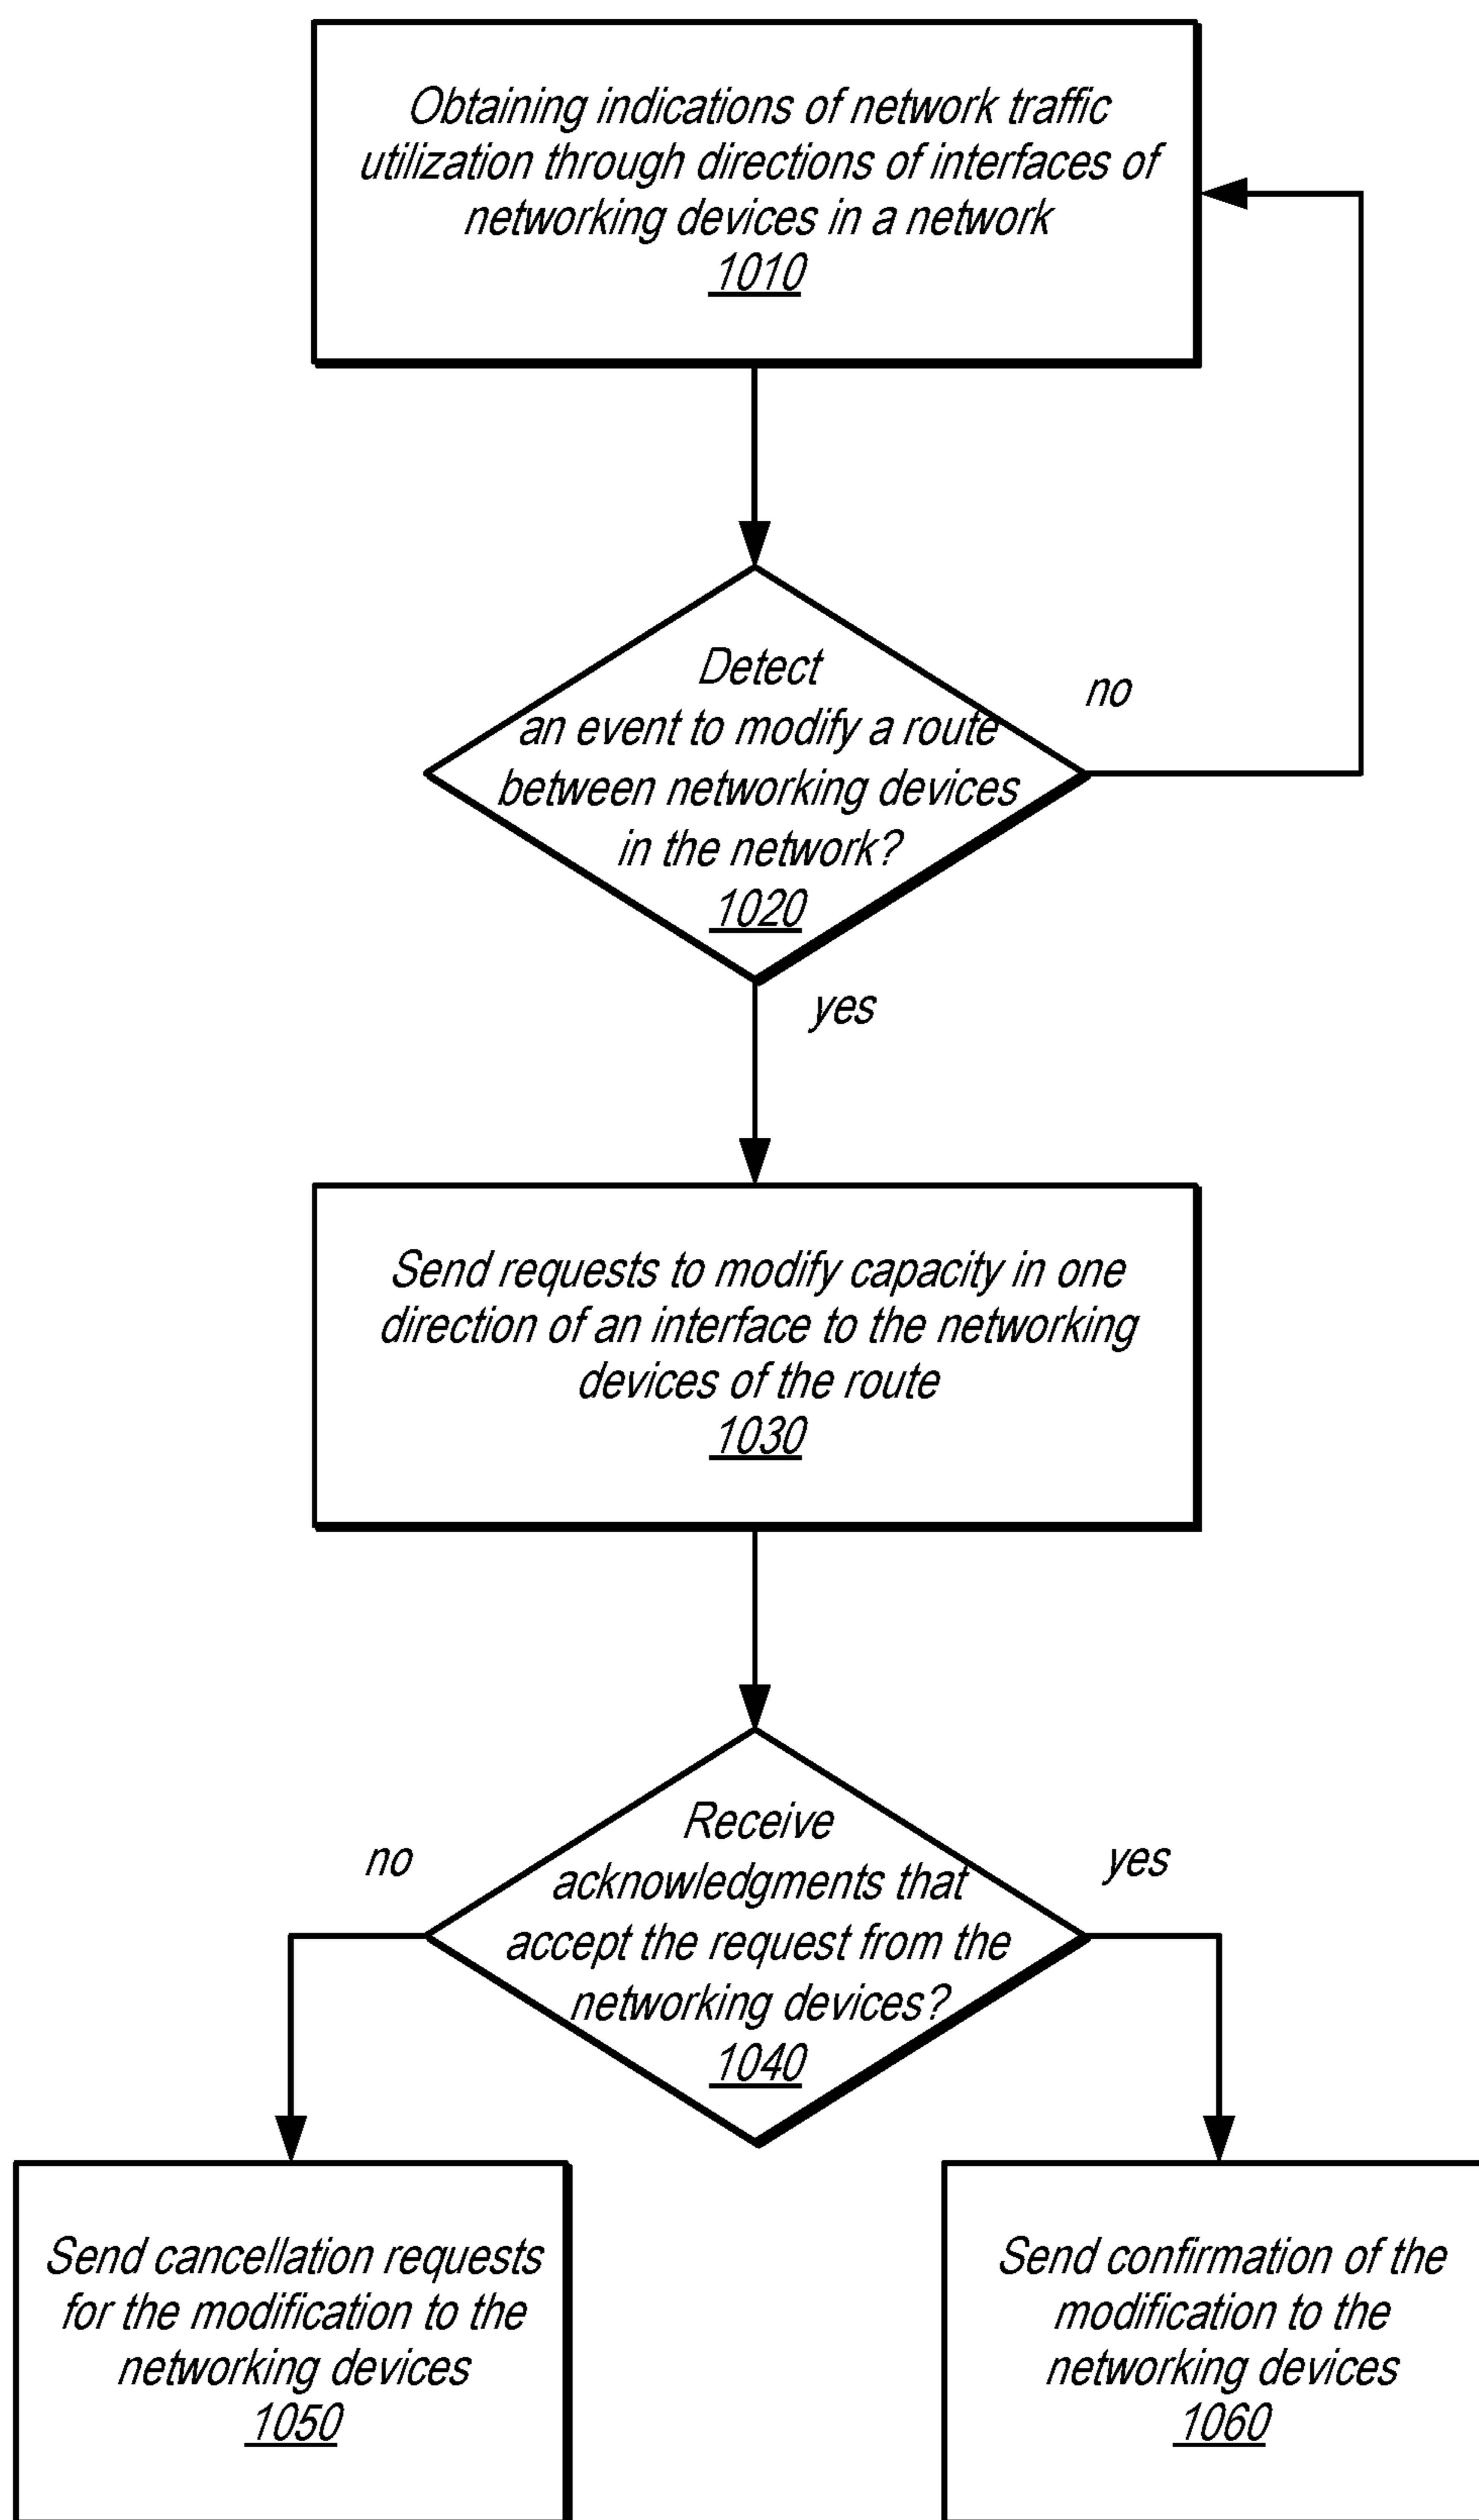 Obtaining indications of network traffic
utilization through directions of interfaces of
networking devices in a network
1010
Detect
an event to modify a route
between networking devices
in the network?
1020
no
yes
Send requests to modify capacity in one
direction of an interface to the networking
devices of the route
1030
Receive
acknowledgments that
accept the request from the
networking devices?
1040
no
yes
Send cancellation requests
for the modification to the
networking devices
1050
Send confirmation of the
modification to the
networking devices
1060